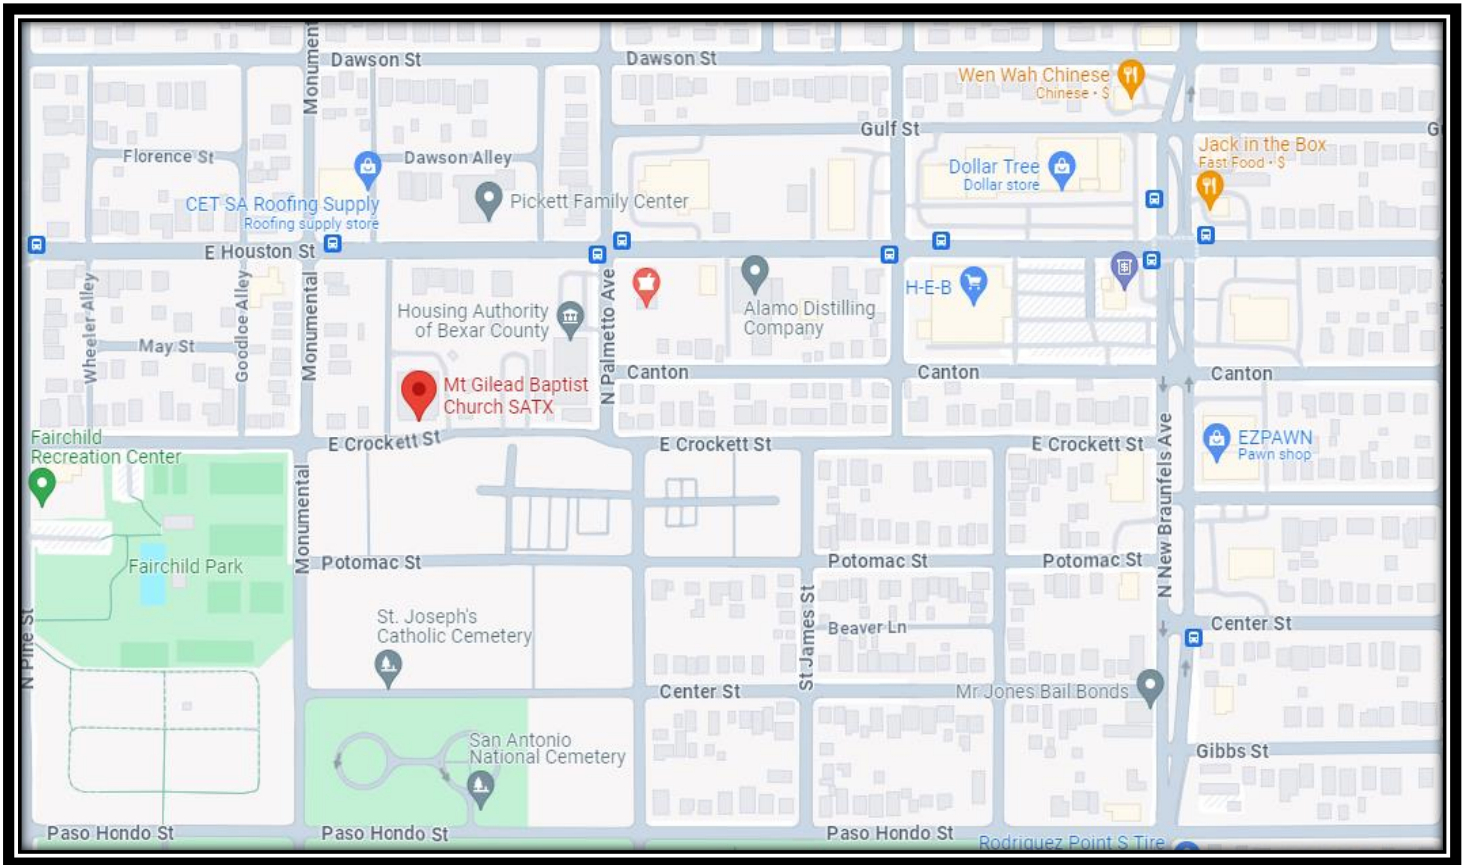 Monument
Dawson St
Dawson St
Wen Wah Chinese
Chinese · $
Gulf St
Florence St
Dawson Alley
Jack in the Box
Fast Food · $
Dollar Tree
Dollar store
CET SA Roofing Supply
Roofing supply store
Pickett Family Center
E Houston St
Wheeler Alley
Goodloe Alley
Monumental
N Palmetto Ave
H-E-B
$
Housing Authority
of Bexar County
Alamo Distilling
Company
May St
Canton
Canton
Canton
Mt Gilead Baptist
Church SATX
E Crockett St
E Crockett St
E Crockett St
Fairchild
Recreation Center
N New Braunfels Ave
EZPAWN
Pawn shop
Monumental
Fairchild Park
Potomac St
Potomac St
Potomac St
N Pine St
St. Joseph's
Catholic Cemetery
St James St
Beaver Ln
Center St
Center St
Mr Jones Bail Bonds
San Antonio
National Cemetery
Gibbs St
Paso Hondo St
Paso Hondo St
Paso Hondo St
Rodriguez Point S Tire